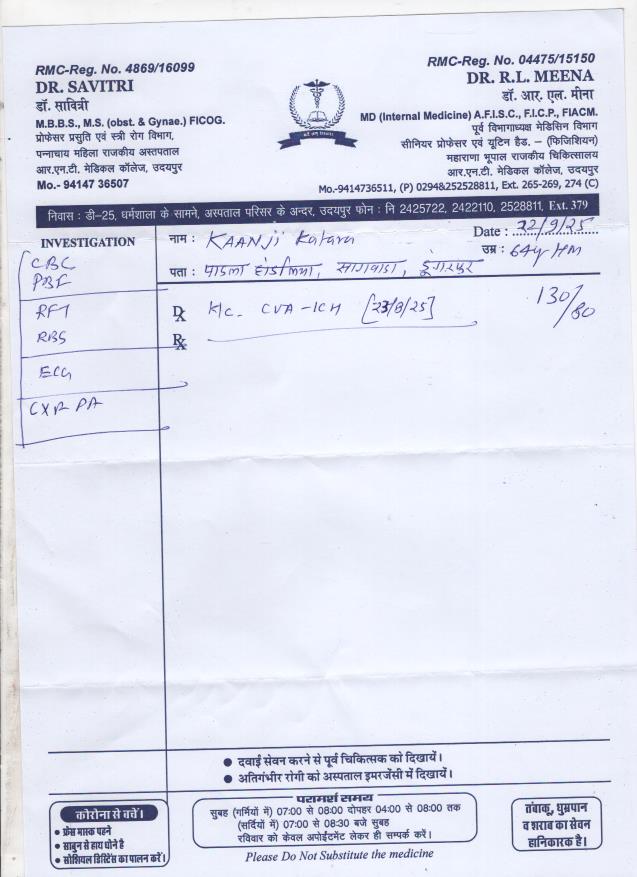 RMC-Reg. No. 4869/16099
DR. SAVITRI
डॉ. सावित्री
M.B.B.S., M.S. (obst. & Gynae.) FICOG.
प्रोफेसर प्रसुति एवं स्त्री रोग विभाग,
पन्नाचाय महिला राजकीय अस्तपताल
आर.एन.टी. मेडिकल कॉलेज, उदयपुर
Mo.- 94147 36507
RMC-Reg. No. 04475/15150
DR. R.L. MEENA
डॉ. आर. एल. मीना
MD (Internal Medicine) A.F.I.S.C., F.I.C.P., FIACM.
पूर्व विभागाध्यक्ष मेडिसिन विभाग
सीनियर प्रोफेसर एवं यूटिन हैड. – (फिजिशियन)
महाराणा भूपाल राजकीय चिकित्सालय
आर.एन.टी. मेडिकल कॉलेज, उदयपुर
Mo.-9414736511, (P) 0294&252528811, Ext. 265-269, 274 (C)
निवास : डी-25, धर्मशाला के सामने, अस्पताल परिसर के अन्दर, उदयपुर फोन : नि 2425722, 2422110, 2528811, Ext. 379
INVESTIGATION
CBC
PBF
RFT
RBS
ECG
CXR PA
नाम : KAANJI Katara
Date : 22/9/25
उम्र : 64y HM
पता : पाडला, सागवाडा, डूंगरपुर
Dx K/c CVA-ICH [23/8/25]
130/80
Rx
दवाई सेवन करने से पूर्व चिकित्सक को दिखायें।
अतिगंभीर रोगी को अस्पताल इमरजेंसी में दिखायें।
कोरोना से बचें।
फ्रेस मास्क पहने
साबुन से हाथ धोने है
सोशियल डिस्टिेंस का पालन करें।
परामर्श समय
सुबह (गर्मियों में) 07:00 से 08:00 दोपहर 04:00 से 08:00 तक
(सर्दियों में) 07:00 से 08:30 बजे सुबह
रविवार को केवल अपोईंटमेंट लेकर ही सम्पर्क करें।
Please Do Not Substitute the medicine
तंबाकू, धुम्रपान
व शराब का सेवन
हानिकारक है।